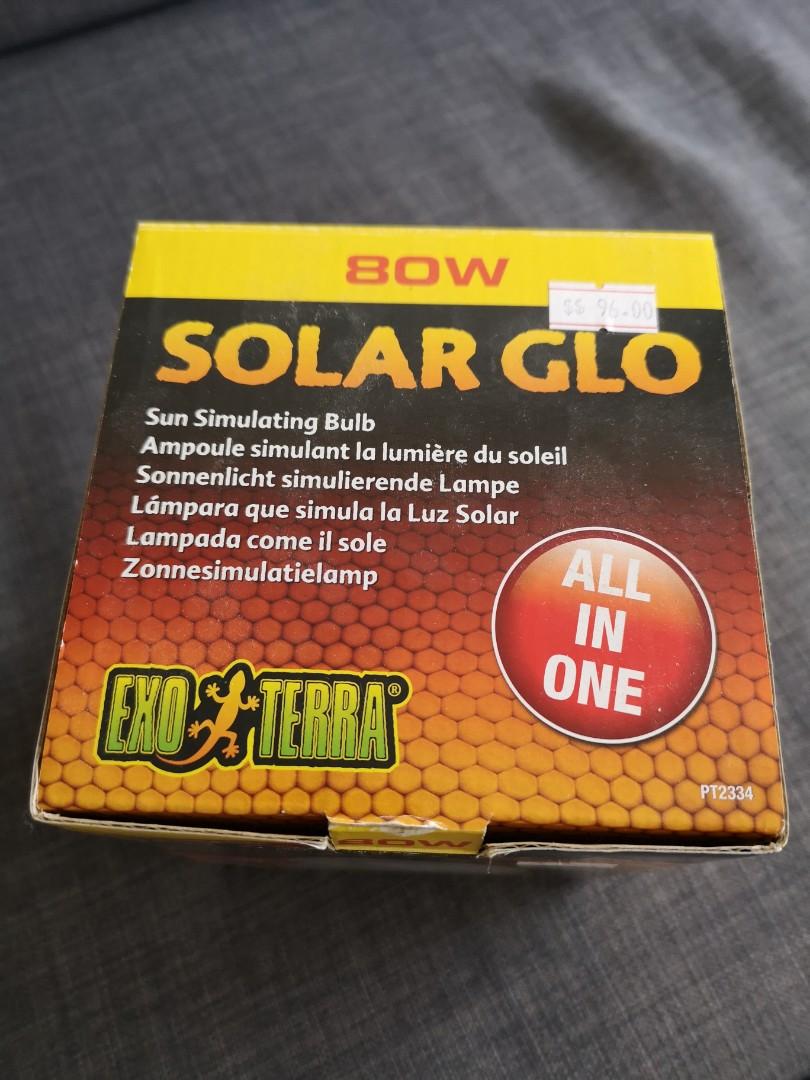 80W
S$ 96.00
SOLAR GLO
Sun Simulating Bulb
Ampoule simulant la lumière du soleil
Sonnenlicht simulierende Lampe
Lámpara que simula la Luz Solar
Lampada come il sole
Zonnesimulatielamp
ALL
IN
ONE
EXO TERRA®
PT2334
80W